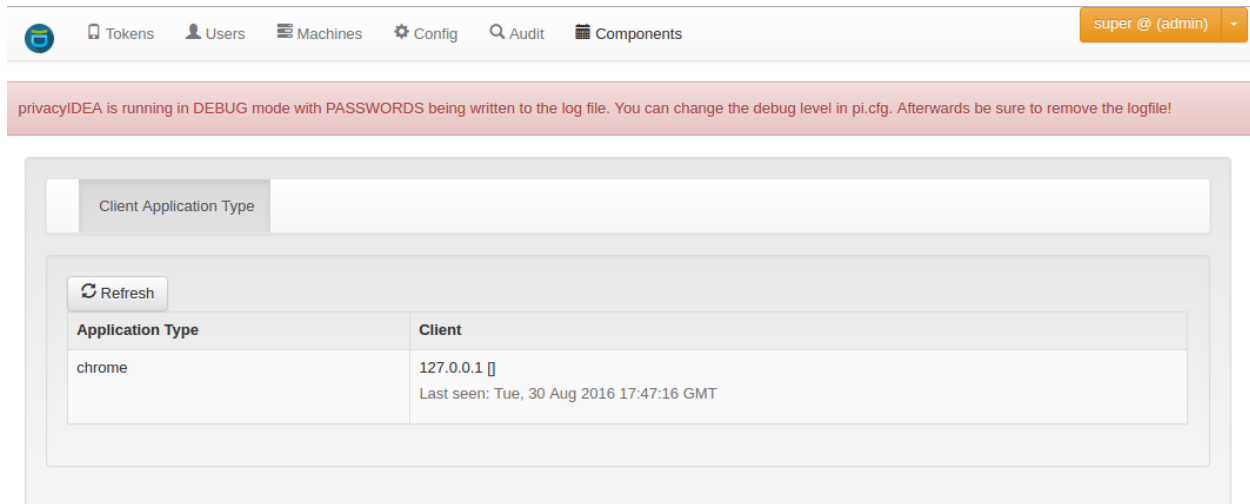 Tokens Users Machines Config Audit Components super @ (admin)
privacyIDEA is running in DEBUG mode with PASSWORDS being written to the log file. You can change the debug level in pi.cfg. Afterwards be sure to remove the logfile!
Client Application Type
Refresh
Application Type Client
chrome 127.0.0.1 []
Last seen: Tue, 30 Aug 2016 17:47:16 GMT